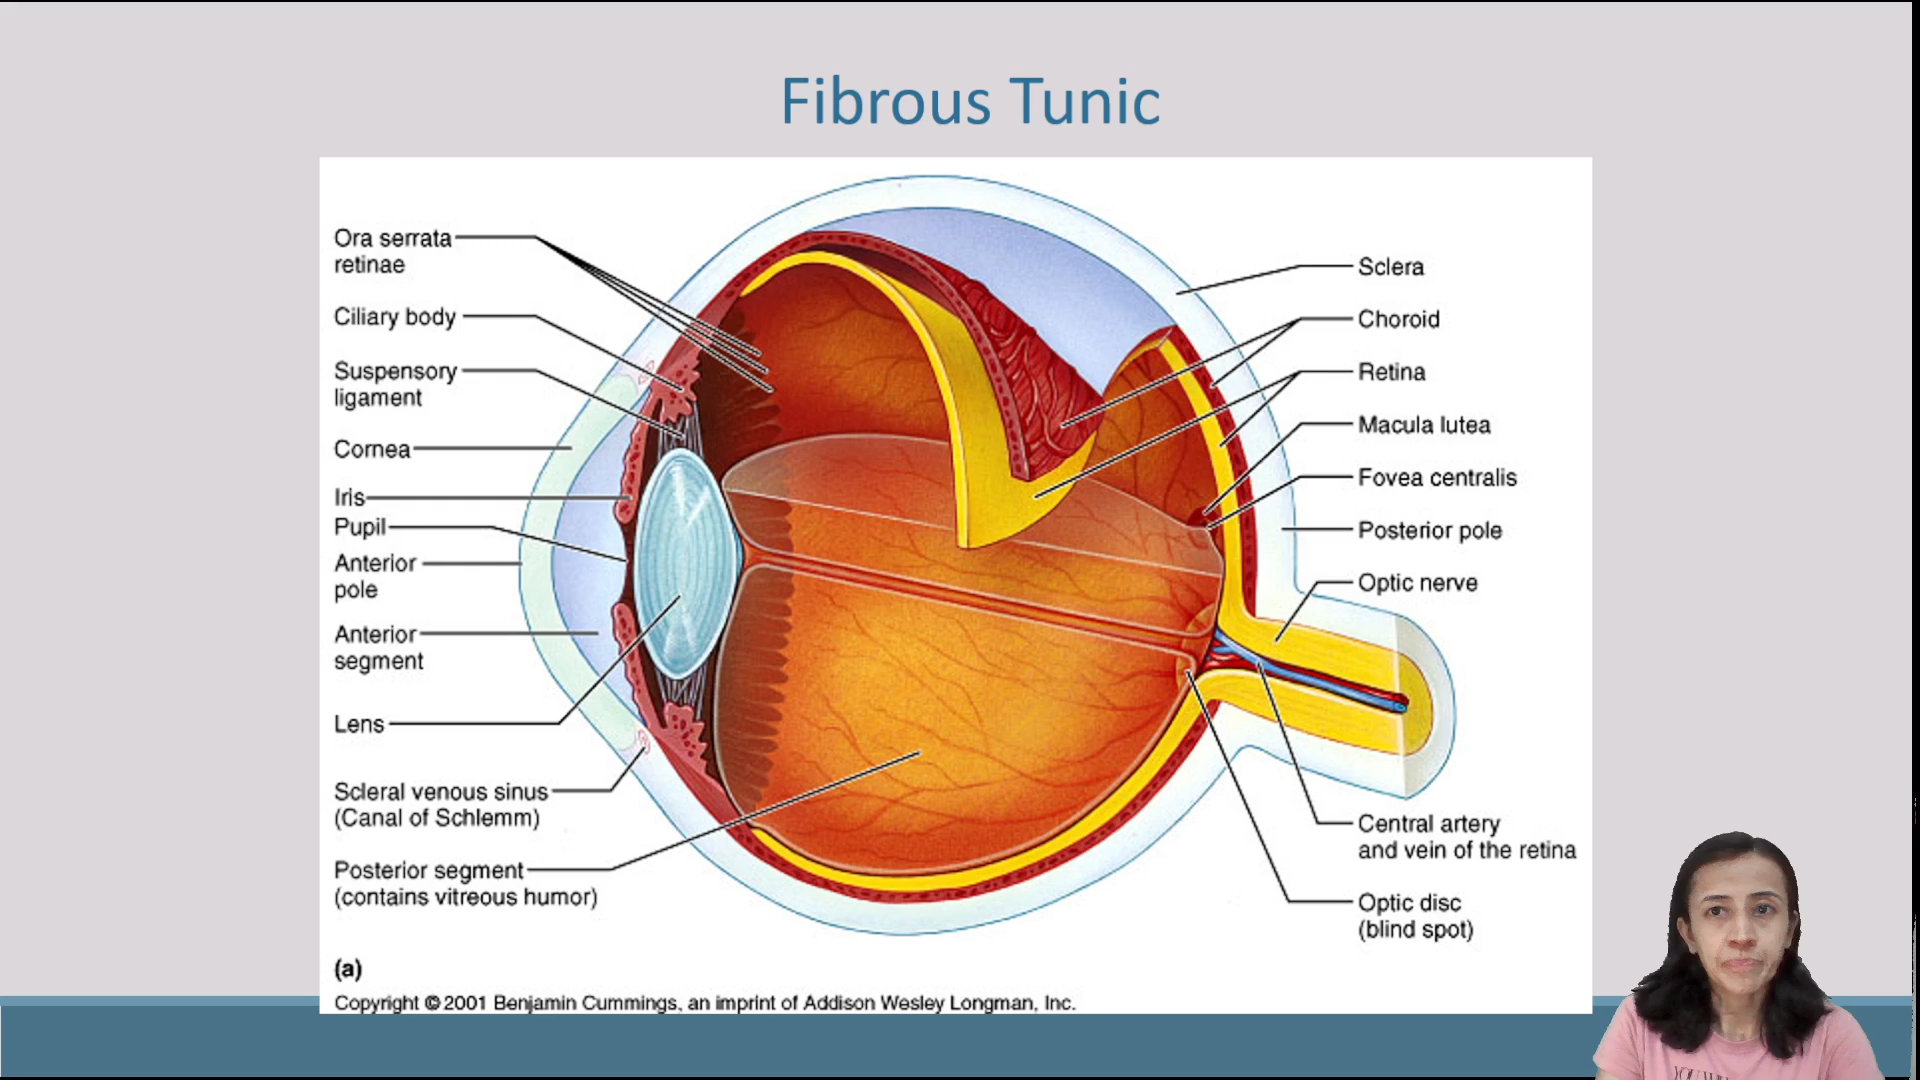 Fibrous Tunic
Ora serrata
retinae
Ciliary body
Suspensory
ligament
Cornea
Iris
Pupil
Anterior
pole
Anterior
segment
Lens
Scleral venous sinus
(Canal of Schlemm)
Posterior segment
(contains vitreous humor)
Sclera
Choroid
Retina
Macula lutea
Fovea centralis
Posterior pole
Optic nerve
Central artery
and vein of the retina
Optic disc
(blind spot)
(a)
Copyright © 2001 Benjamin Cummings, an imprint of Addison Wesley Longman, Inc.